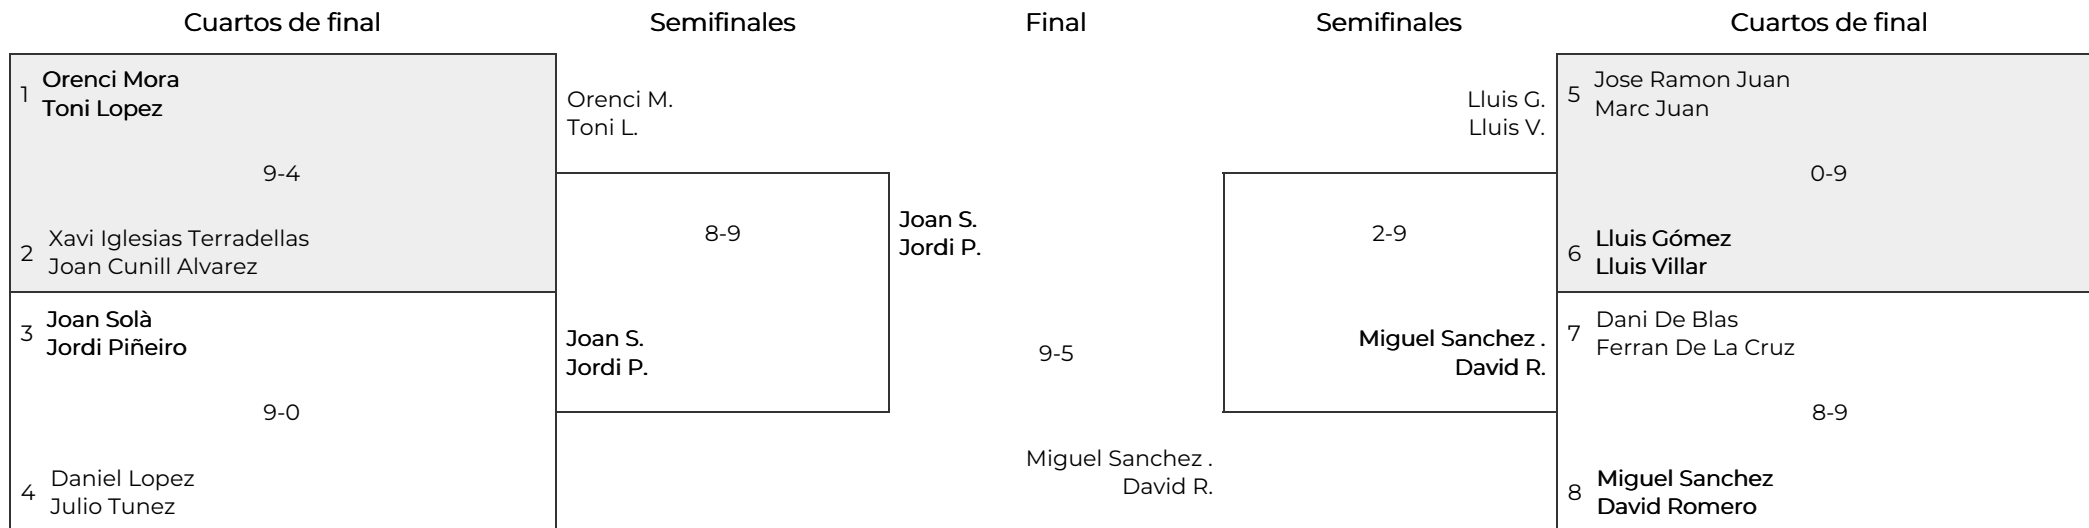 Cuartos de final
Semifinales
Final
Semifinales
Cuartos de final
1
Orenci Mora
Toni Lopez
9-4
2
Xavi Iglesias Terradellas
Joan Cunill Alvarez
3
Joan Solà
Jordi Piñeiro
9-0
4
Daniel Lopez
Julio Tunez
Orenci M.
Toni L.
8-9
Joan S.
Jordi P.
Joan S.
Jordi P.
9-5
Miguel Sanchez .
David R.
Lluis G.
Lluis V.
2-9
Miguel Sanchez .
David R.
5
Jose Ramon Juan
Marc Juan
0-9
6
Lluis Gómez
Lluis Villar
7
Dani De Blas
Ferran De La Cruz
8-9
8
Miguel Sanchez
David Romero